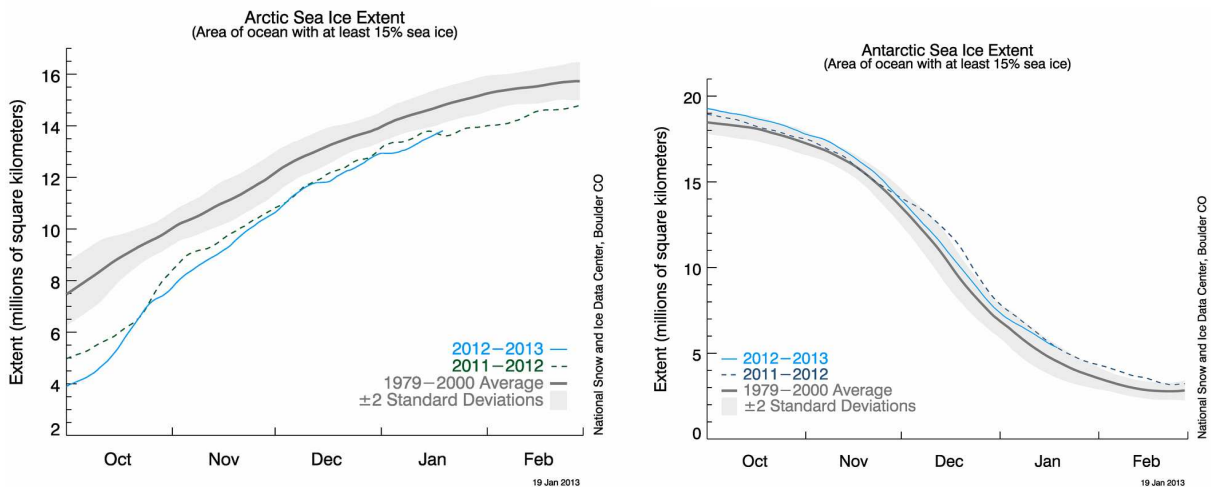 Arctic Sea Ice Extent
(Area of ocean with at least 15% sea ice)
Extent (millions of square kilometers)
16
14
12
10
8
6
4
2
2012−2013
2011−2012
1979−2000 Average
±2 Standard Deviations
Oct
Nov
Dec
Jan
Feb
National Snow and Ice Data Center, Boulder CO
19 Jan 2013
Antarctic Sea Ice Extent
(Area of ocean with at least 15% sea ice)
Extent (millions of square kilometers)
20
15
10
5
0
2012−2013
2011−2012
1979−2000 Average
±2 Standard Deviations
Oct
Nov
Dec
Jan
Feb
National Snow and Ice Data Center, Boulder CO
19 Jan 2013